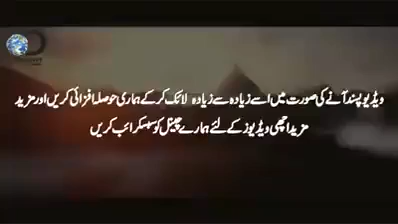 ویڈیو پسند آنے کی صورت میں اسے زیادہ سے زیادہ لائک کر کے ہماری حوصلہ افزائی کریں اور مزید
مزید اچھی ویڈیوز کے لئے ہمارے چینل کو سبسکرائب کریں